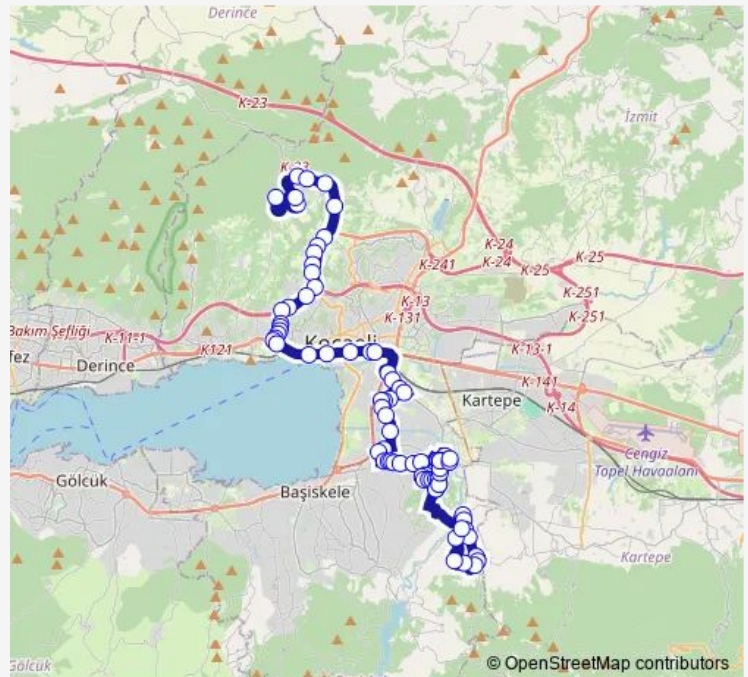 Derince
K-23
İzmit
K-23
K-24
K-241
K-24
K-25
K-25
K-251
K-13
K-131
K-251
Bakım Şefliği
K-11-1
K121
Kocaeli
K-13-1
fez
Derince
K-141
Kartepe
K-14
Cengiz
Topel Havaalanı
Gölcük
Başiskele
Kartepe
Gölcük
© OpenStreetMap contributors